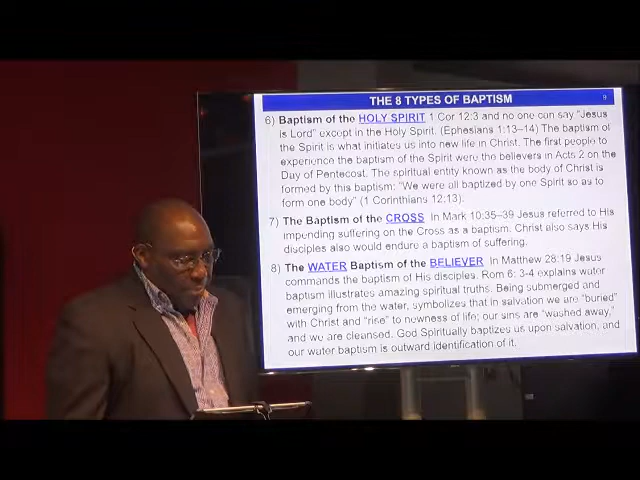 THE 8 TYPES OF BAPTISM 9
6) Baptism of the HOLY SPIRIT 1 Cor 12:3 and no one can say "Jesus
is Lord" except in the Holy Spirit. (Ephesians 1:13–14) The baptism of
the Spirit is what initiates us into new life in Christ. The first people to
experience the baptism of the Spirit were the believers in Acts 2 on the
Day of Pentecost. The spiritual entity known as the body of Christ is
formed by this baptism: "We were all baptized by one Spirit so as to
form one body" (1 Corinthians 12:13).
7) The Baptism of the CROSS In Mark 10:35–39 Jesus referred to His
impending suffering on the Cross as a baptism. Christ also says His
disciples also would endure a baptism of suffering.
8) The WATER Baptism of the BELIEVER In Matthew 28:19 Jesus
commands the baptism of His disciples. Rom 6: 3-4 explains water
baptism illustrates amazing spiritual truths. Being submerged and
emerging from the water, symbolizes that in salvation we are "buried"
with Christ and "rise" to newness of life; our sins are "washed away,"
and we are cleansed. God Spiritually baptizes us upon salvation, and
our water baptism is outward identification of it.